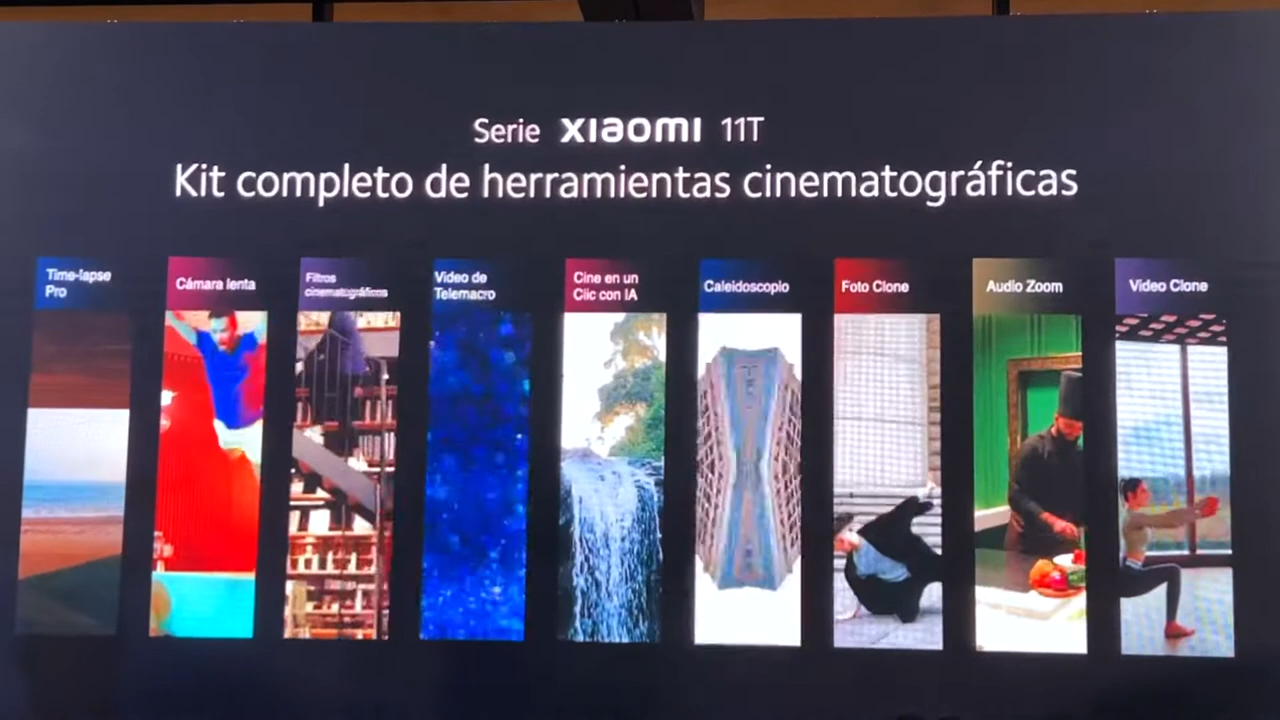 Serie xiaomi 11T
Kit completo de herramientas cinematográficas
Time-lapse
Pro
Cámara lenta
Filtros
cinematográficos
Video de
Telemacro
Cine en un
Clic con IA
Caleidoscopio
Foto Clone
Audio Zoom
Video Clone